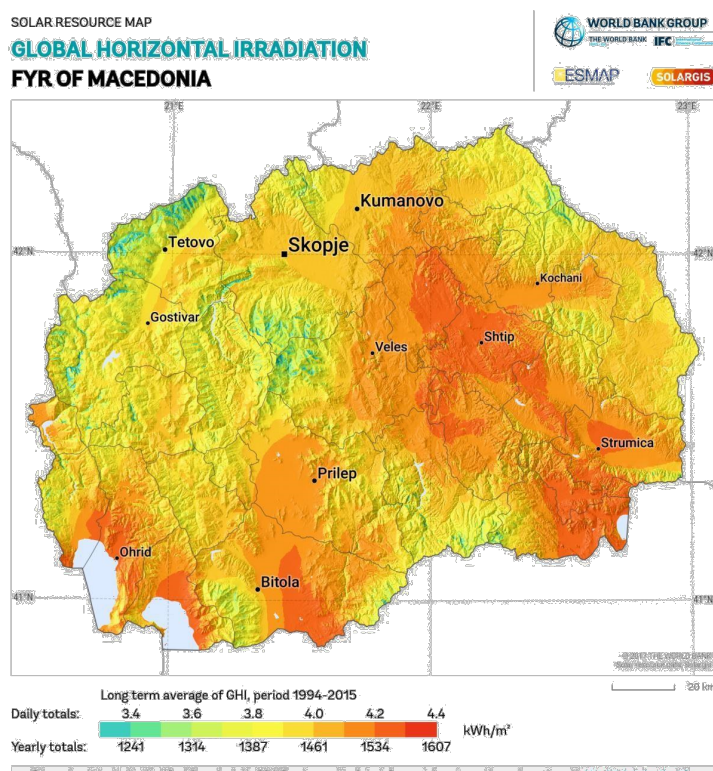 SOLAR RESOURCE MAP
GLOBAL HORIZONTAL IRRADIATION
FYR OF MACEDONIA
WORLD BANK GROUP
THE WORLD BANK
IFC
ESMAP
SOLARGIS
21°E
22°E
23°E
Kumanovo
42°N
Tetovo
Skopje
42°N
Kochani
Gostivar
Shtip
Veles
Strumica
Prilep
Ohrid
Bitola
41°N
41°N
20 km
Long term average of GHI, period 1994-2015
Daily totals: 3.4 3.6 3.8 4.0 4.2 4.4
kWh/m²
Yearly totals: 1241 1314 1387 1461 1534 1607